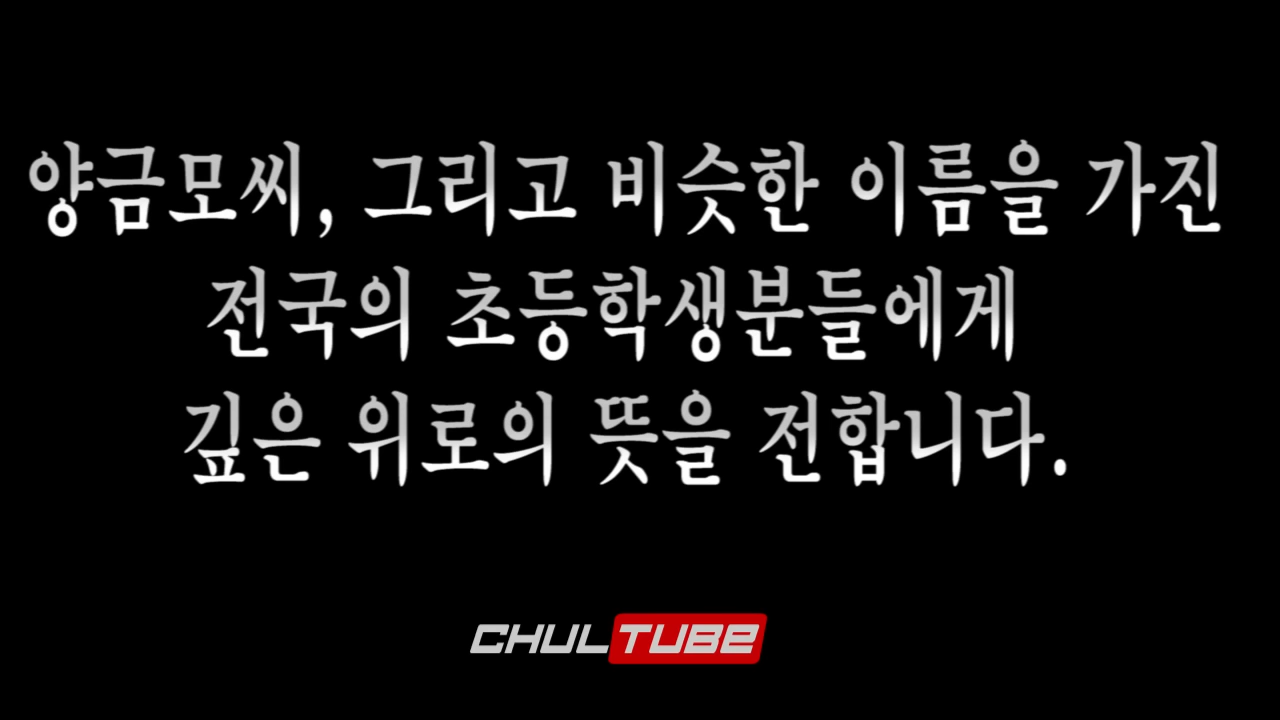 양금모씨, 그리고 비슷한 이름을 가진
전국의 초등학생분들에게
깊은 위로의 뜻을 전합니다.
CHULTUBE